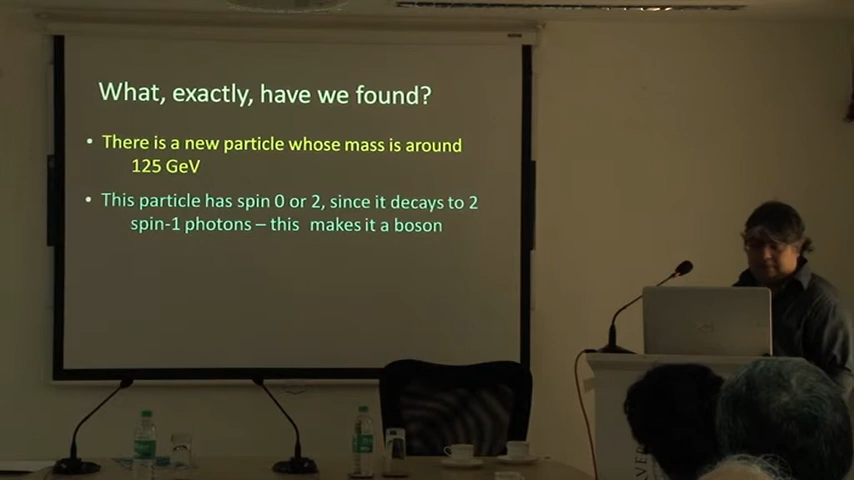 What, exactly, have we found?
• There is a new particle whose mass is around
125 GeV
• This particle has spin 0 or 2, since it decays to 2
spin-1 photons – this makes it a boson